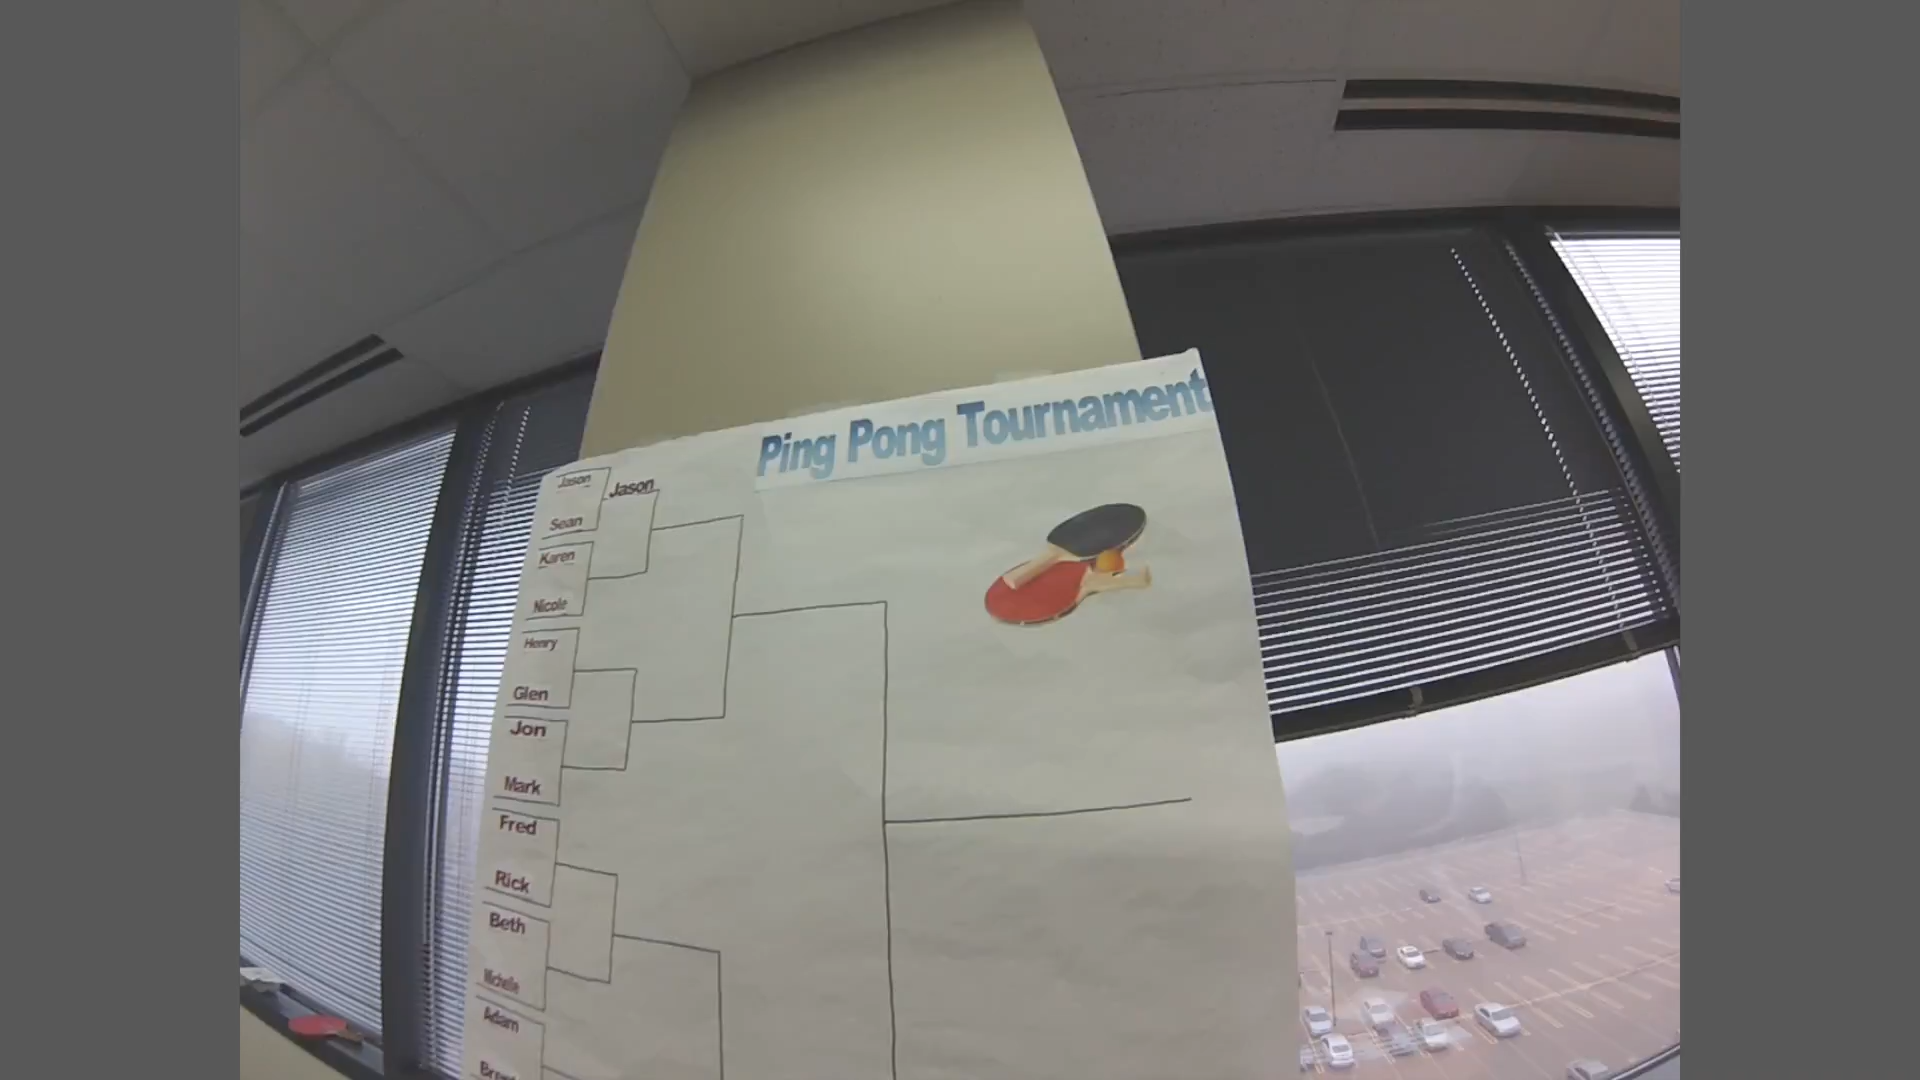 Ping Pong Tournament
Jason
Jason
Sean
Karen
Nicole
Henry
Glen
Jon
Mark
Fred
Rick
Beth
Michelle
Adam